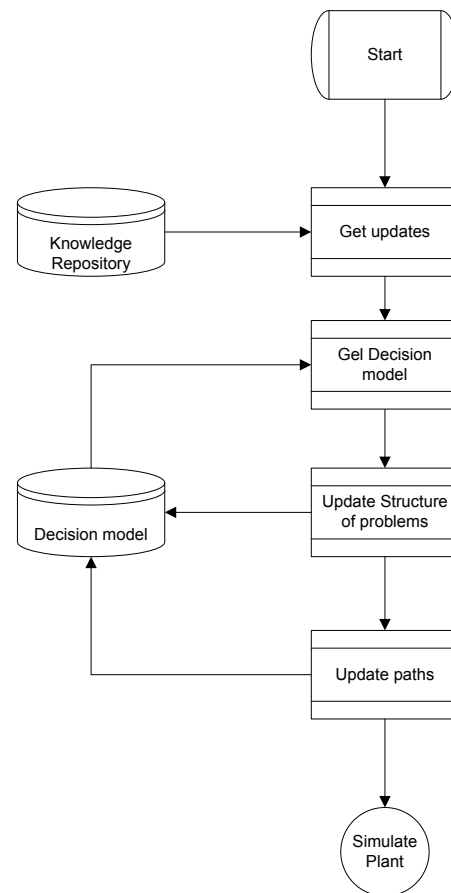 Start
Knowledge
Repository
Get updates
Gel Decision
model
Decision model
Update Structure
of problems
Update paths
Simulate
Plant